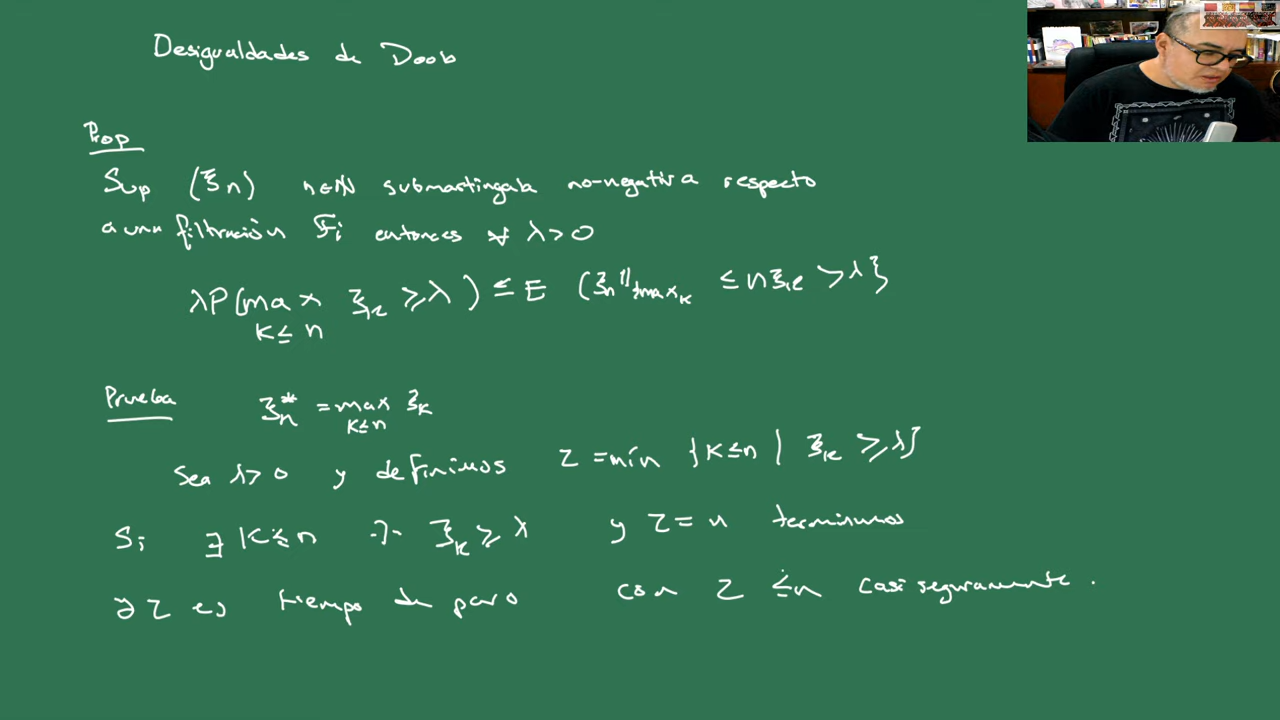 Desigualdades de Doob
Prop
Sup (ξn) n∈ℕ submartingala no-negativa respecto
a una filtración ℱi entonces ∀ λ>0
λP(max ξk ≥ λ) ≤ E (ξn 𝟙{max k ≤ n ξk > λ}
k≤n
Prueba ξn* = max ξk
k≤n
Sea λ>0 y definimos Z = mín {k≤n | ξk ≥ λ}
Si ∃ k≤n ·)· ξk ≥ λ y Z = n terminamos
∂ Z es tiempo de paro con Z ≤ n casi seguramente.